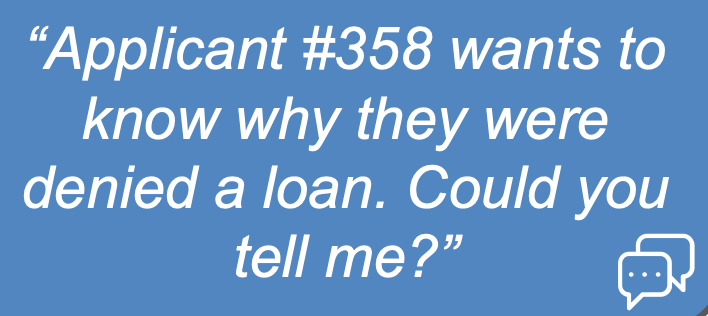 “Applicant #358 wants to
know why they were
denied a loan. Could you
tell me?”